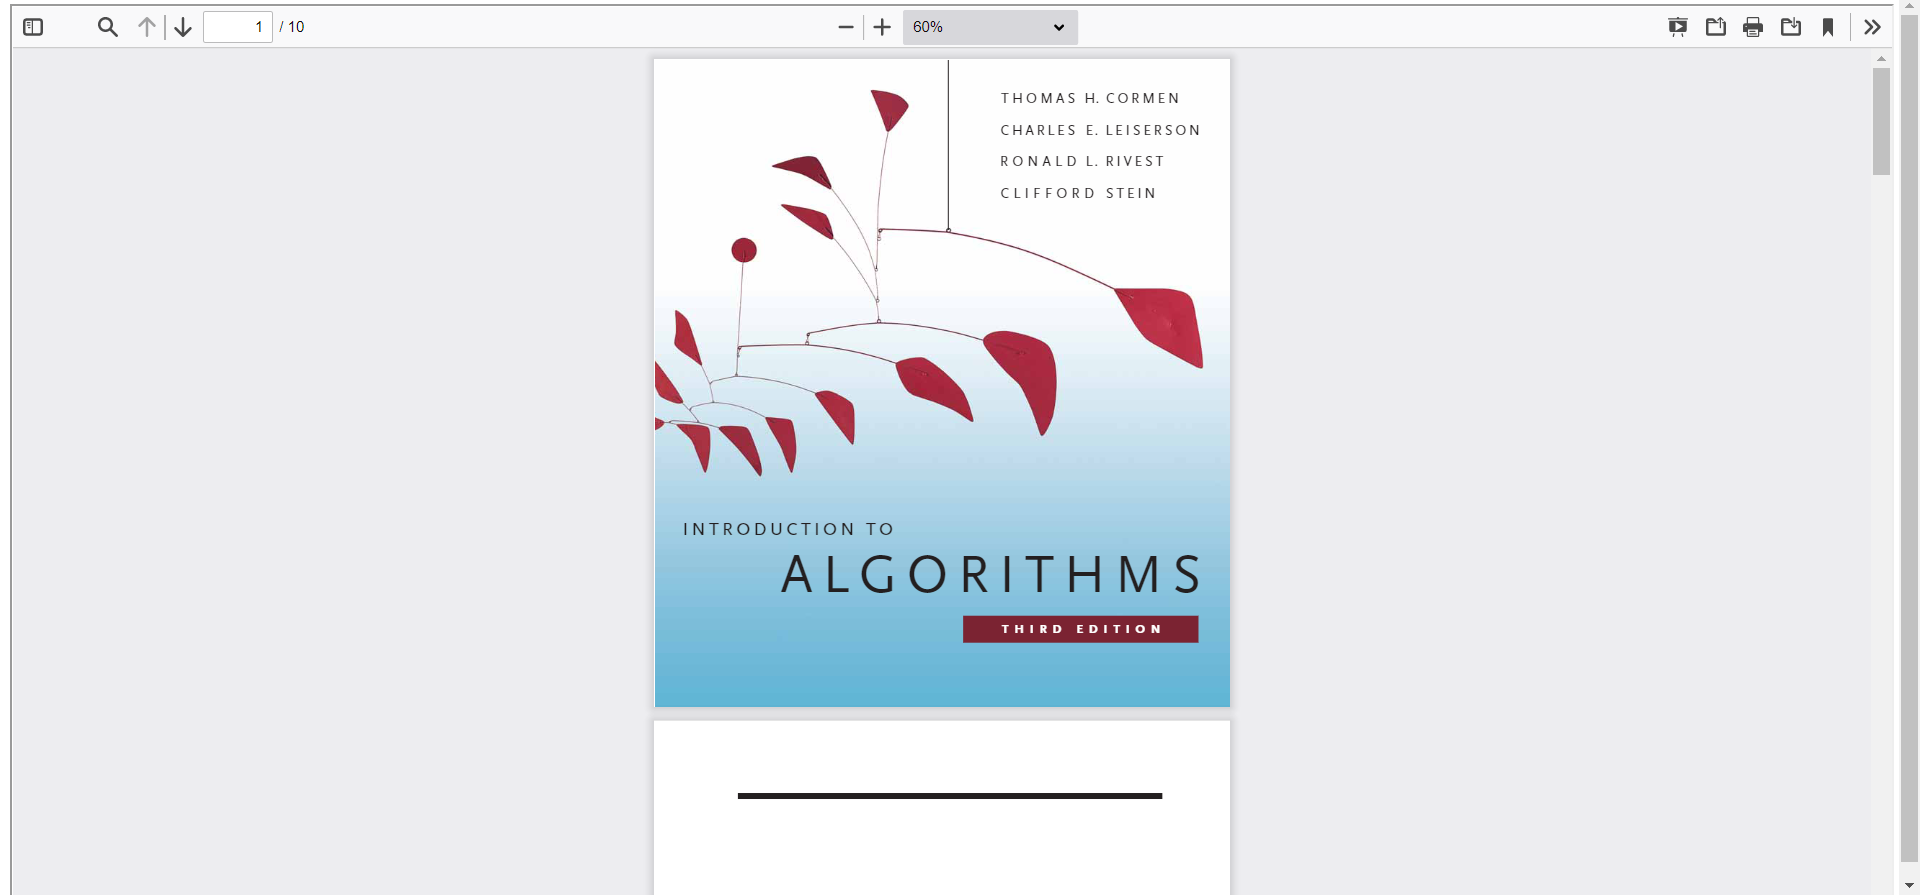 1 / 10
60%
THOMAS H. CORMEN
CHARLES E. LEISERSON
RONALD L. RIVEST
CLIFFORD STEIN
INTRODUCTION TO
ALGORITHMS
THIRD EDITION